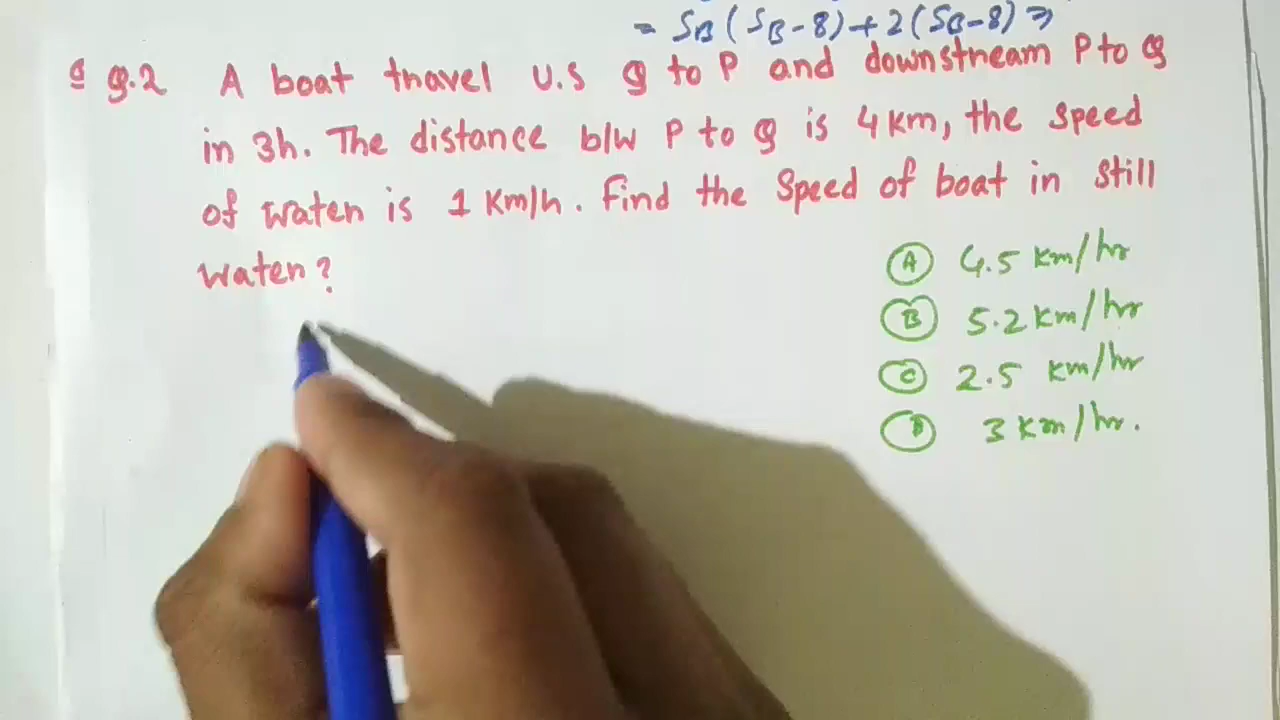 = SB (SB-8) + 2 (SB-8) ⇒
Q.2 A boat travel U.S Q to P and downstream P to Q
in 3h. The distance b/w P to Q is 4 Km, the speed
of water is 1 Km/h. Find the Speed of boat in still
water?
A 4.5 Km/hr
B 5.2 Km/hr
C 2.5 Km/hr
D 3 Km/hr.